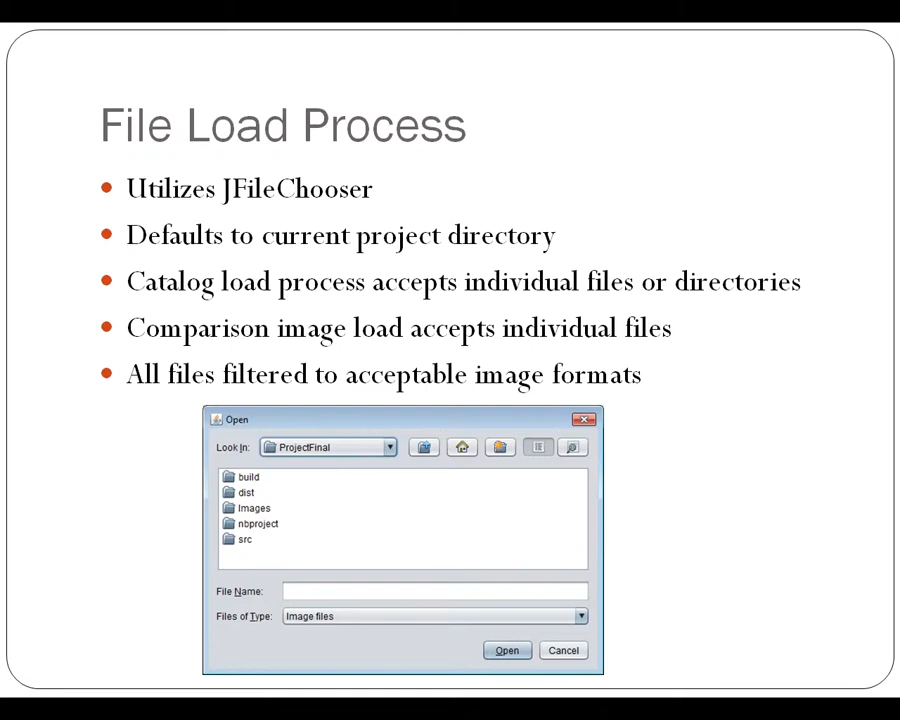 File Load Process
Utilizes JFileChooser
Defaults to current project directory
Catalog load process accepts individual files or directories
Comparison image load accepts individual files
All files filtered to acceptable image formats
Open
Look In: ProjectFinal
build
dist
Images
nbproject
src
File Name:
Files of Type: Image files
Open Cancel